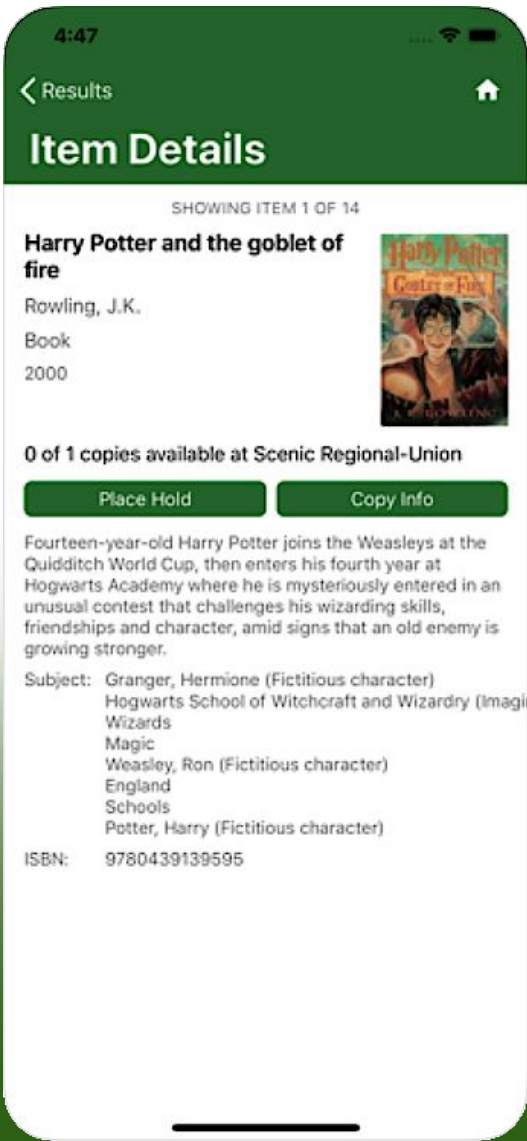 4:47
Results
Item Details
SHOWING ITEM 1 OF 14
Harry Potter and the goblet of
fire
Rowling, J.K.
Book
2000
Harry Potter
and the
Goblet of Fire
J. K. ROWLING
0 of 1 copies available at Scenic Regional-Union
Place Hold
Copy Info
Fourteen-year-old Harry Potter joins the Weasleys at the
Quidditch World Cup, then enters his fourth year at
Hogwarts Academy where he is mysteriously entered in an
unusual contest that challenges his wizarding skills,
friendships and character, amid signs that an old enemy is
growing stronger.
Subject: Granger, Hermione (Fictitious character)
Hogwarts School of Witchcraft and Wizardry (Imagi
Wizards
Magic
Weasley, Ron (Fictitious character)
England
Schools
Potter, Harry (Fictitious character)
ISBN: 9780439139595